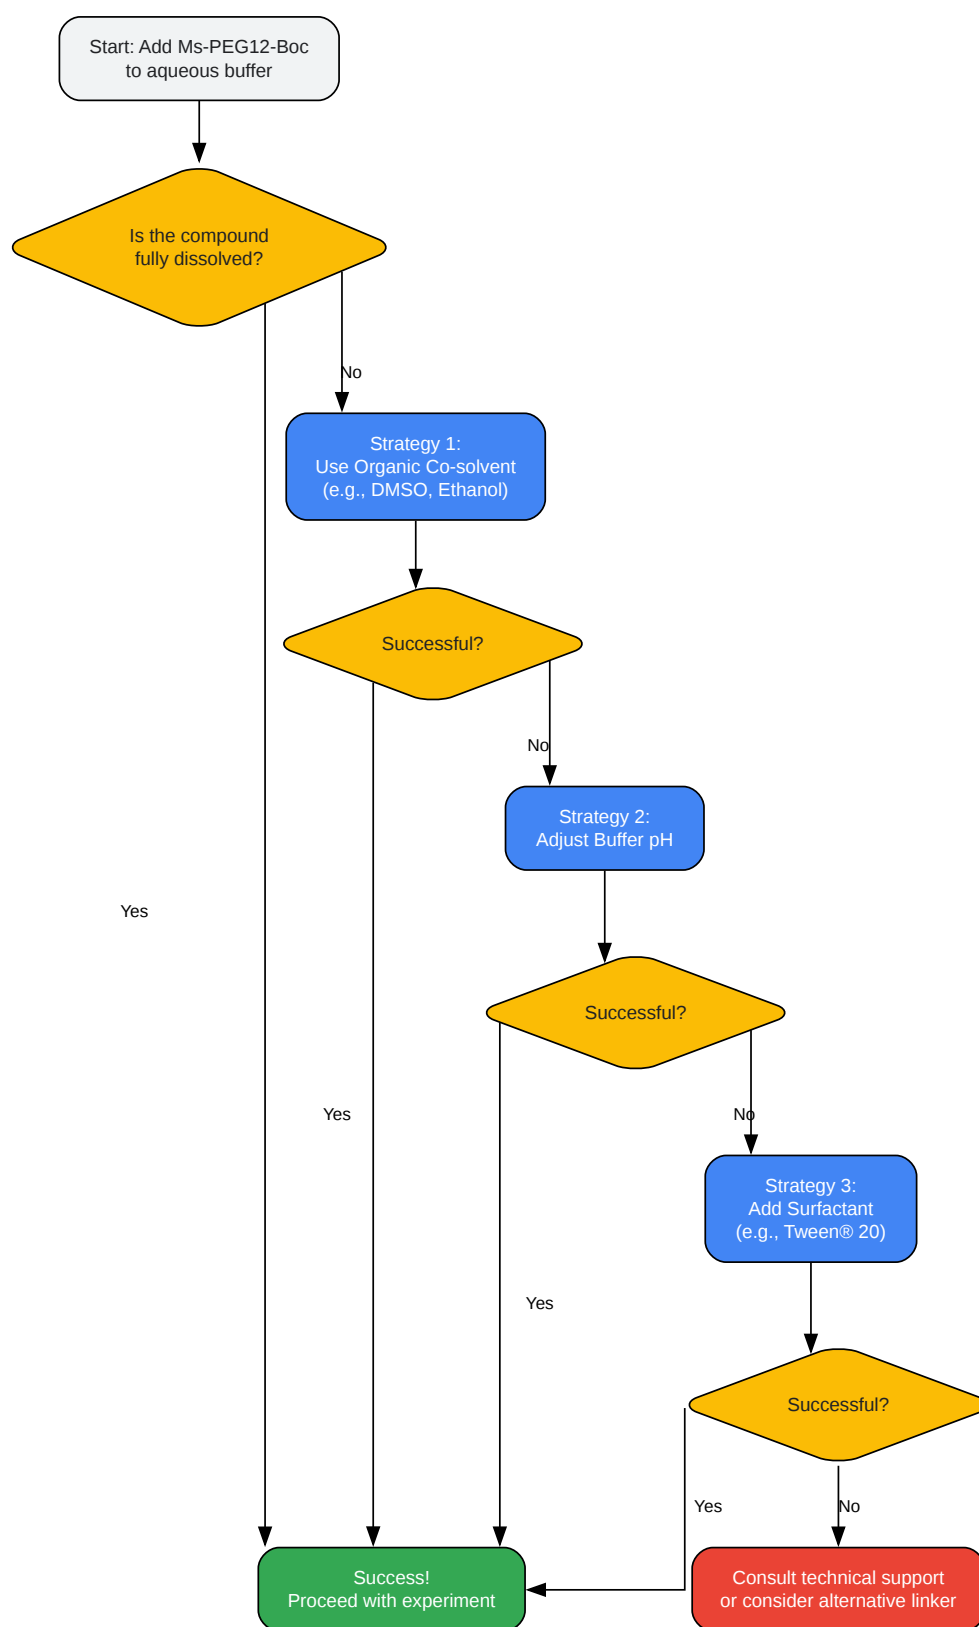 Start: Add Ms-PEG12-Boc
to aqueous buffer
Is the compound
fully dissolved?
No
Strategy 1:
Use Organic Co-solvent
(e.g., DMSO, Ethanol)
Successful?
No
Strategy 2:
Adjust Buffer pH
Yes
Successful?
Yes
No
Strategy 3:
Add Surfactant
(e.g., Tween® 20)
Yes
Successful?
Yes
No
Success!
Proceed with experiment
Consult technical support
or consider alternative linker